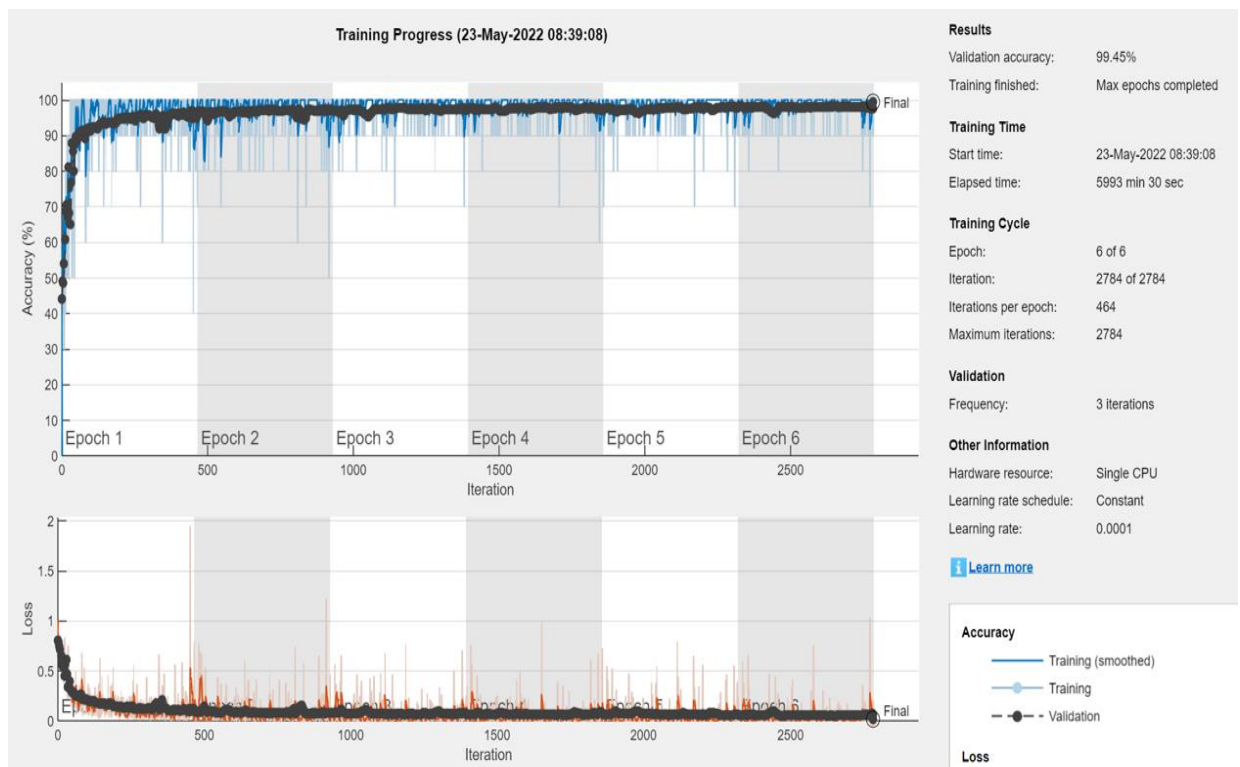 Training Progress (23-May-2022 08:39:08)
Accuracy (%)
100
90
80
70
60
50
40
30
20
10
0
Epoch 1 Epoch 2 Epoch 3 Epoch 4 Epoch 5 Epoch 6
Final
0 500 1000 1500 2000 2500
Iteration
Loss
2
1.5
1
0.5
0
Final
0 500 1000 1500 2000 2500
Iteration
Results
Validation accuracy: 99.45%
Training finished: Max epochs completed
Training Time
Start time: 23-May-2022 08:39:08
Elapsed time: 5993 min 30 sec
Training Cycle
Epoch: 6 of 6
Iteration: 2784 of 2784
Iterations per epoch: 464
Maximum iterations: 2784
Validation
Frequency: 3 iterations
Other Information
Hardware resource: Single CPU
Learning rate schedule: Constant
Learning rate: 0.0001
i Learn more
Accuracy
Training (smoothed)
Training
Validation
Loss